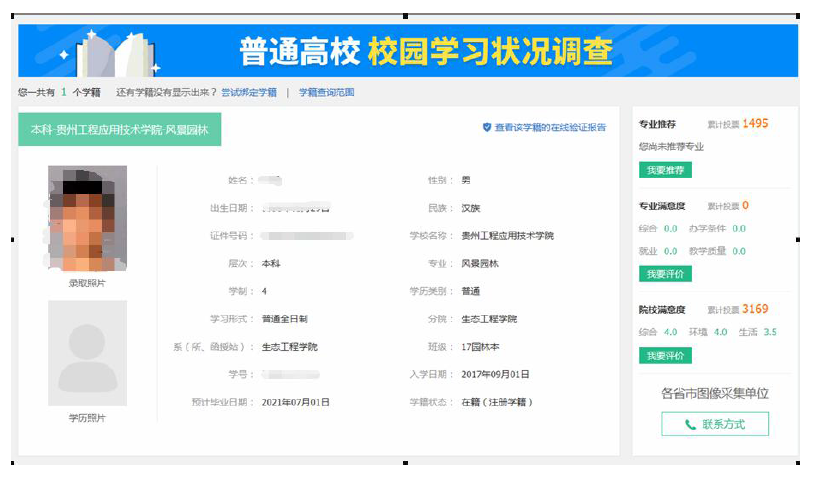 普通高校 校园学习状况调查
您一共有 1 个学籍 还有学籍没有显示出来？ 尝试绑定学籍 | 学籍查询范围
本科-贵州工程应用技术学院-风景园林
查看该学籍的在线验证报告
录取照片
学历照片
姓名：
性别： 男
出生日期：
民族： 汉族
证件号码：
学校名称： 贵州工程应用技术学院
层次： 本科
专业： 风景园林
学制： 4
学历类别： 普通
学习形式： 普通全日制
分院： 生态工程学院
系（所、函授站）： 生态工程学院
班级： 17园林本
学号：
入学日期： 2017年09月01日
预计毕业日期： 2021年07月01日
学籍状态： 在籍（注册学籍）
专业推荐 累计投票 1495
您尚未推荐专业
我要推荐
专业满意度 累计投票 0
综合 0.0 办学条件 0.0
就业 0.0 教学质量 0.0
我要评价
院校满意度 累计投票 3169
综合 4.0 环境 4.0 生活 3.5
我要评价
各省市图像采集单位
联系方式